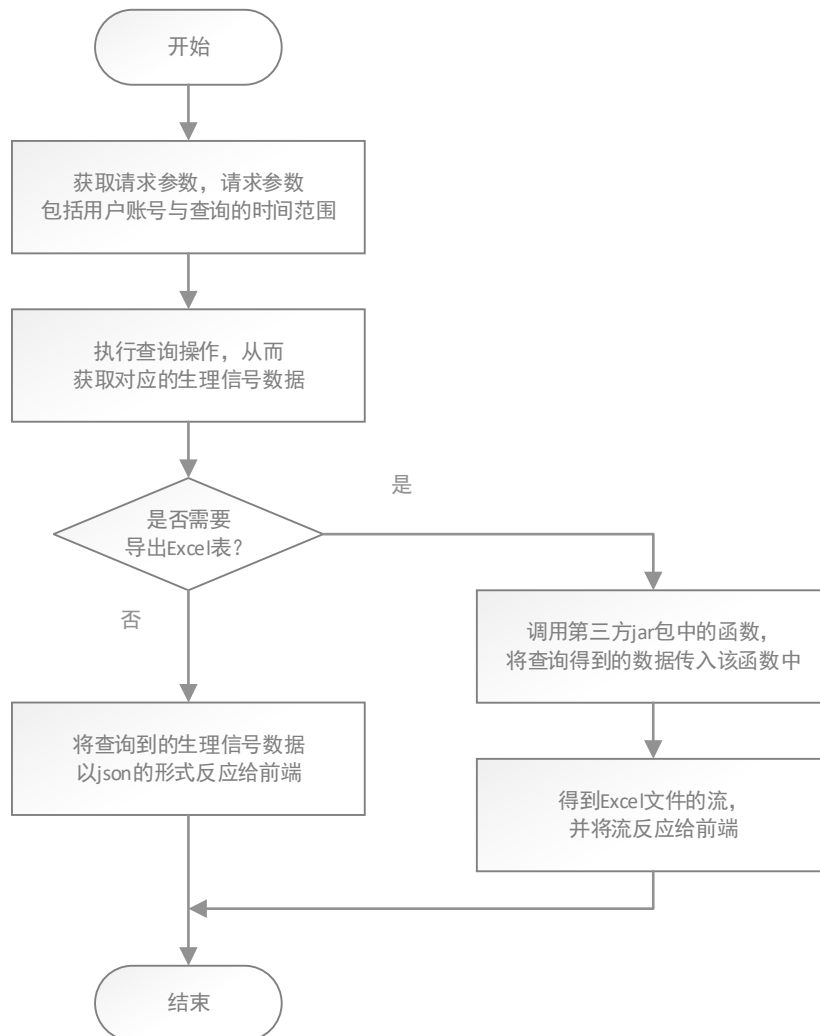 开始
获取请求参数，请求参数
包括用户账号与查询的时间范围
执行查询操作，从而
获取对应的生理信号数据
是
是否需要
导出Excel表？
否
调用第三方jar包中的函数，
将查询得到的数据传入该函数中
将查询到的生理信号数据
以json的形式反应给前端
得到Excel文件的流，
并将流反应给前端
结束